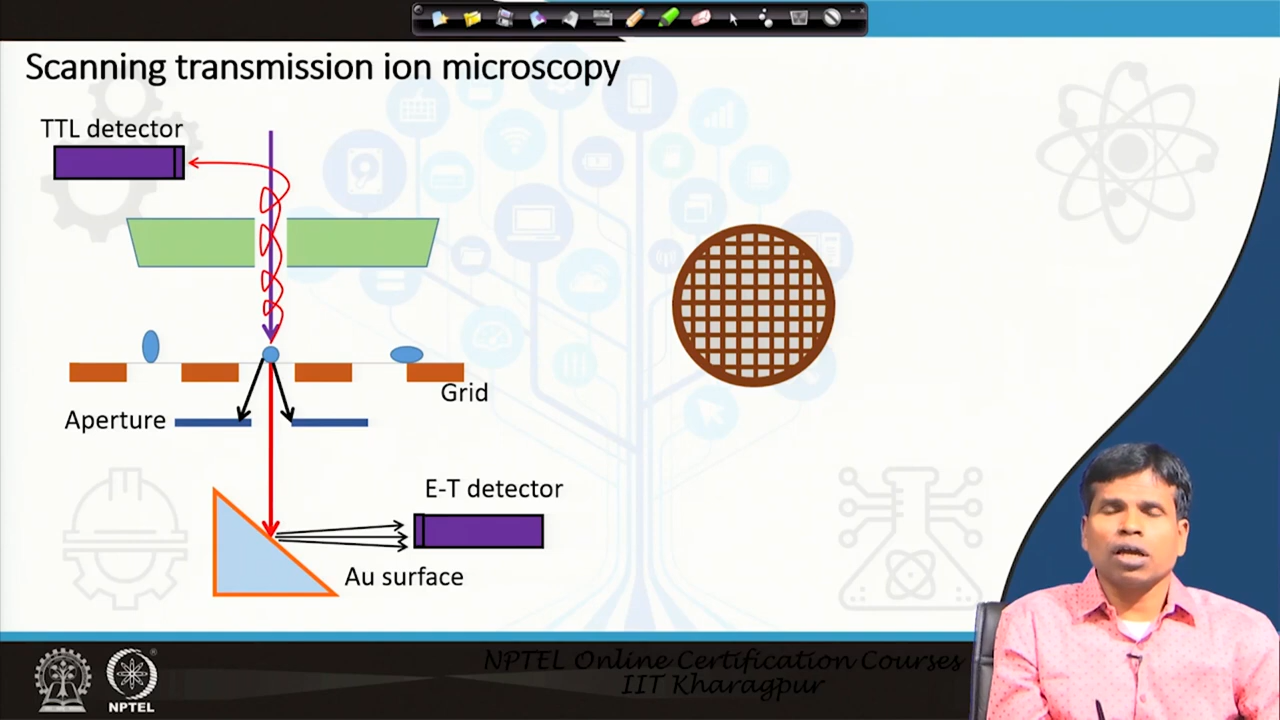 Scanning transmission ion microscopy
TTL detector
Grid
Aperture
E-T detector
Au surface
NPTEL Online Certification Courses
IIT Kharagpur
NPTEL